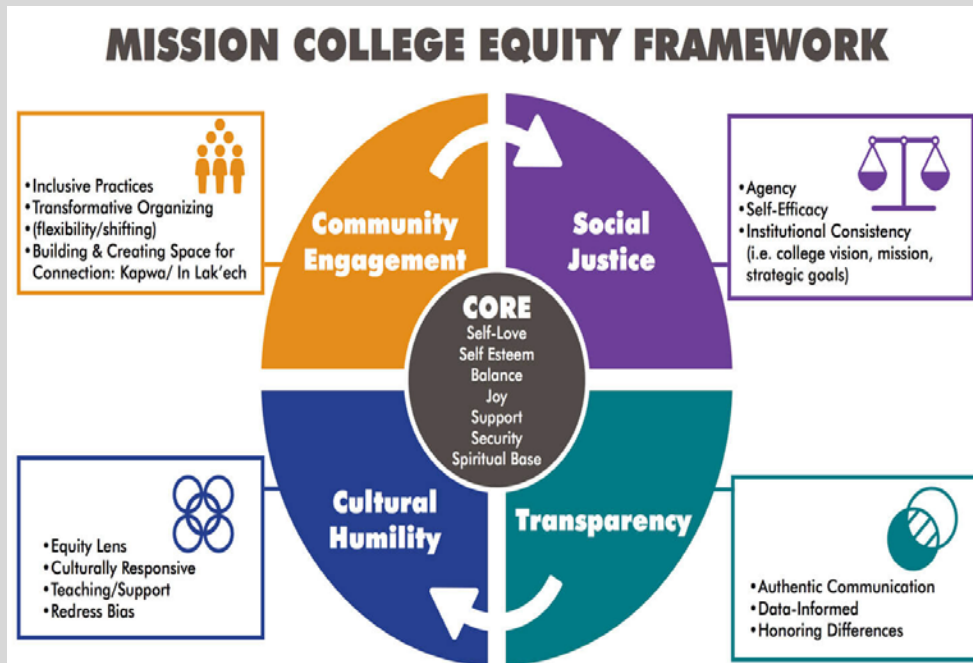 MISSION COLLEGE EQUITY FRAMEWORK
•Inclusive Practices
•Transformative Organizing
•(flexibility/shifting)
•Building & Creating Space for
Connection: Kapwa/ In Lak'ech
Community
Engagement
Social
Justice
•Agency
•Self-Efficacy
•Institutional Consistency
(i.e. college vision, mission,
strategic goals)
CORE
Self-Love
Self Esteem
Balance
Joy
Support
Security
Spiritual Base
•Equity Lens
•Culturally Responsive
•Teaching/Support
•Redress Bias
Cultural
Humility
Transparency
•Authentic Communication
•Data-Informed
•Honoring Differences